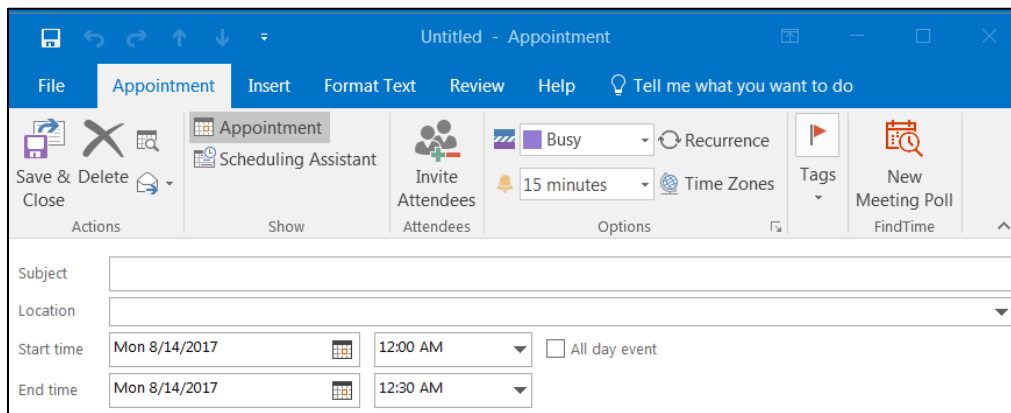 Untitled - Appointment
File Appointment Insert Format Text Review Help Tell me what you want to do
Save & Close
Delete
Actions
Appointment
Scheduling Assistant
Show
Invite
Attendees
Attendees
Busy
Recurrence
15 minutes
Time Zones
Options
Tags
New
Meeting Poll
FindTime
Subject
Location
Start time Mon 8/14/2017 12:00 AM All day event
End time Mon 8/14/2017 12:30 AM